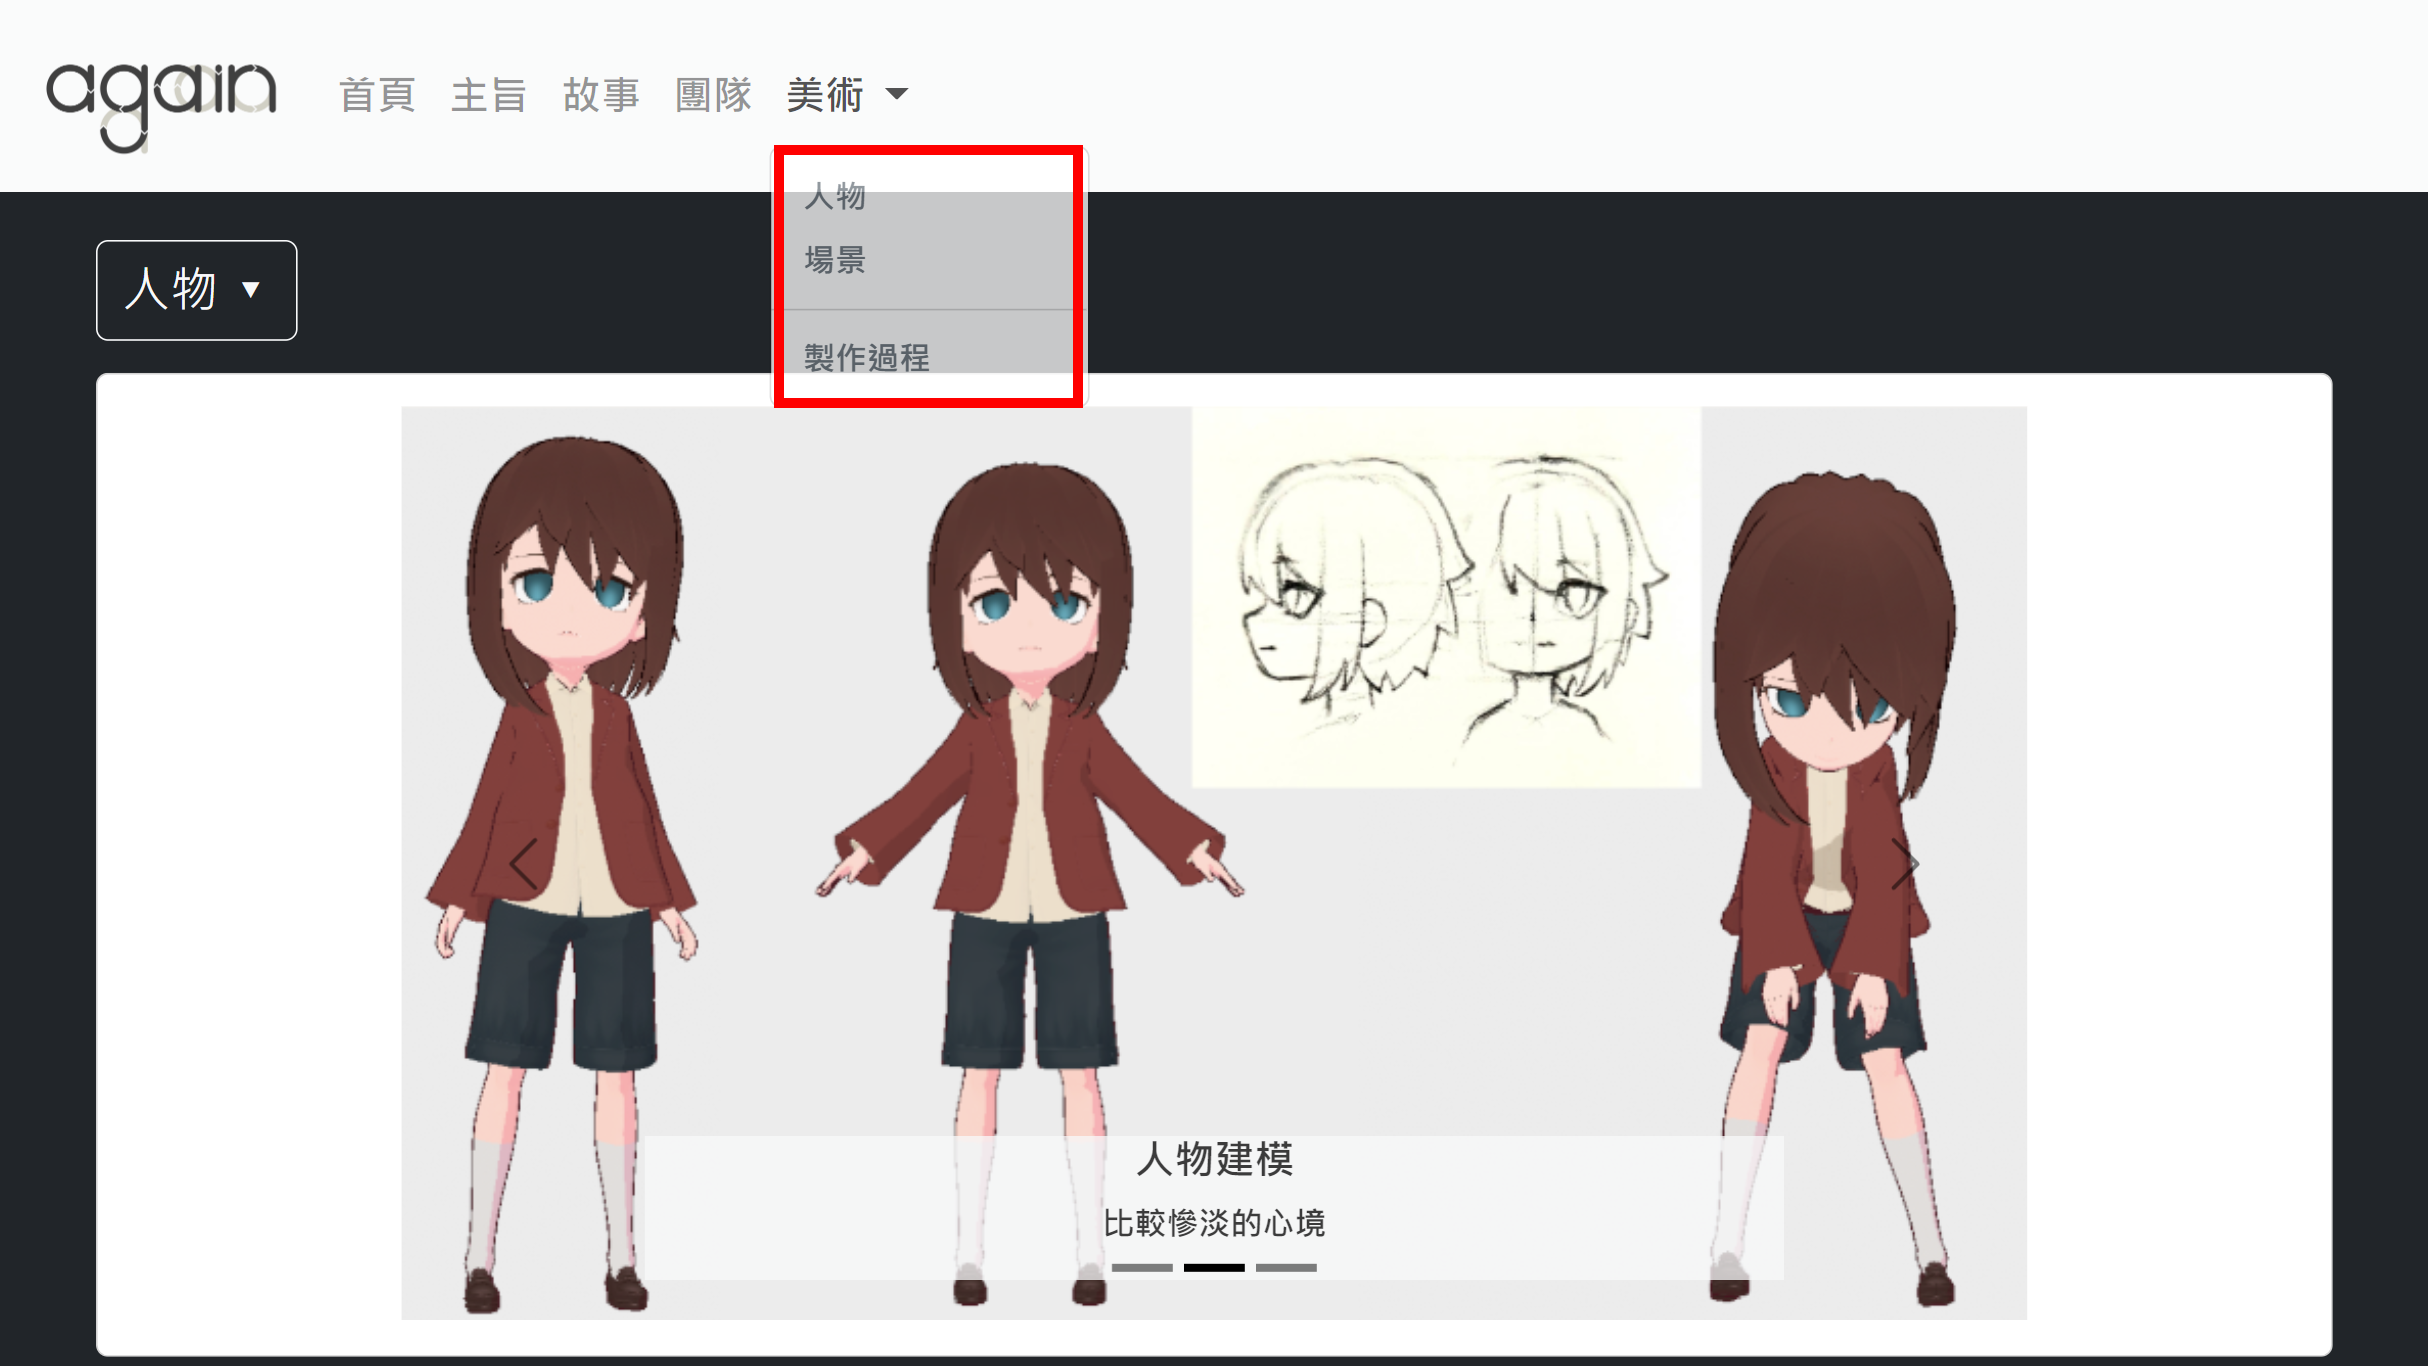 again
首頁 主旨 故事 團隊 美術
人物
場景
製作過程
人物 ▼
人物建模
比較慘淡的心境